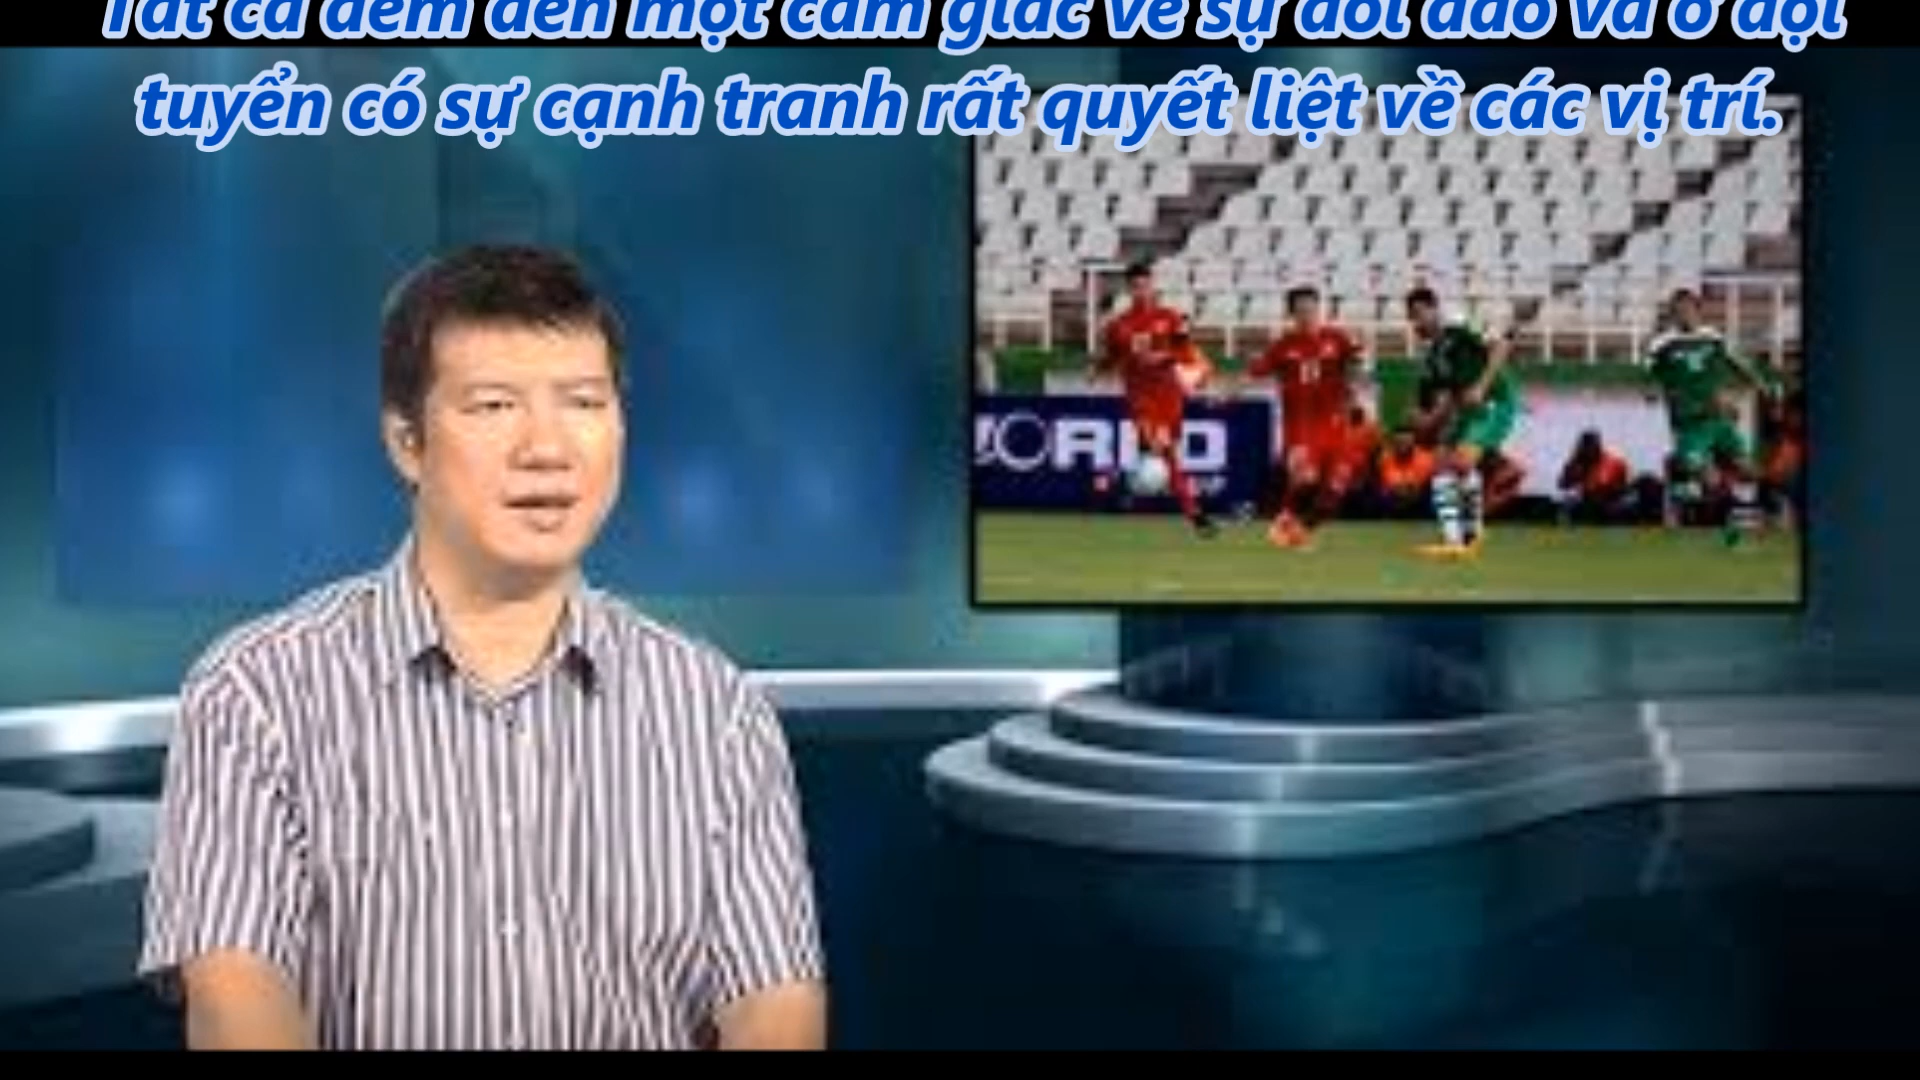 Tất cả đem đến một cảm giác về sự dồi dào và ở đội
tuyển có sự cạnh tranh rất quyết liệt về các vị trí.
WORLD